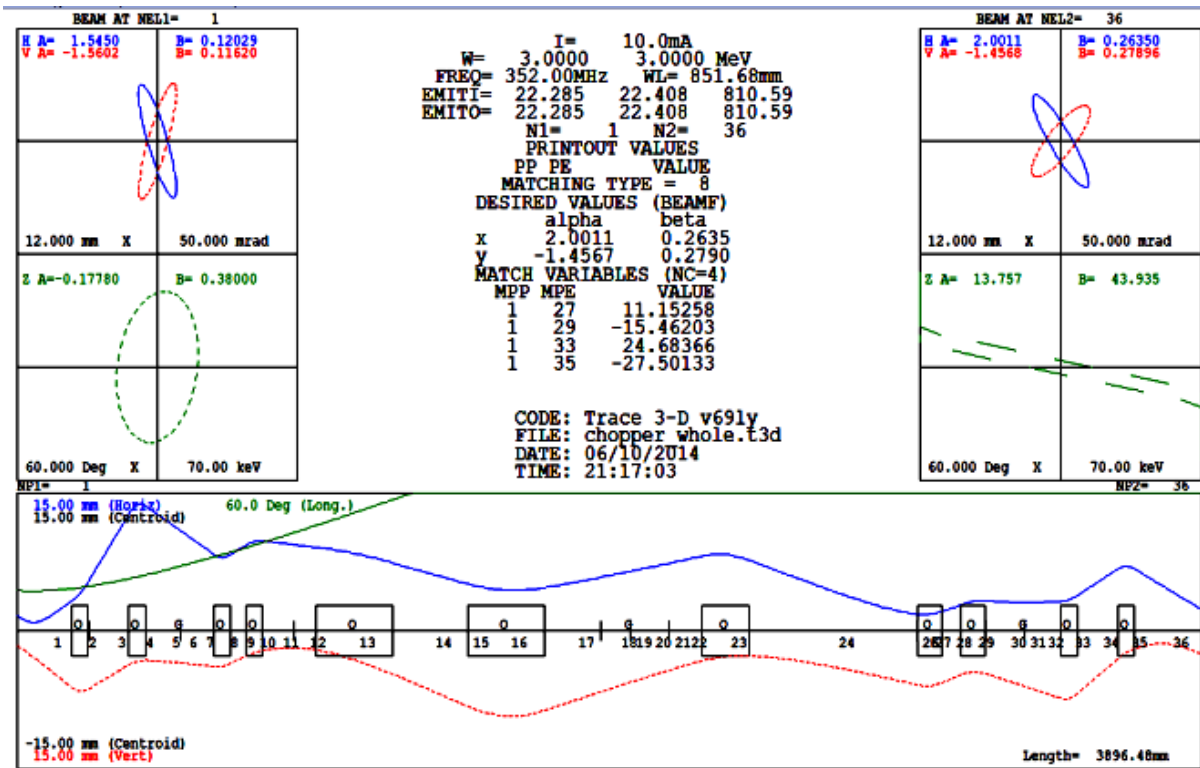 BEAM AT NEL1= 1
H A= 1.5450 B= 0.12029
V A= -1.5602 B= 0.11620
12.000 mm X 50.000 mrad
Z A=-0.17780 B= 0.38000
60.000 Deg X 70.00 keV
NP1= 1
I= 10.0mA
W= 3.0000 3.0000 MeV
FREQ= 352.00MHz WL= 851.68mm
EMITI= 22.285 22.408 810.59
EMITO= 22.285 22.408 810.59
N1= 1 N2= 36
PRINTOUT VALUES
PP PE VALUE
MATCHING TYPE = 8
DESIRED VALUES (BEAMF)
alpha beta
x 2.0011 0.2635
y -1.4567 0.2790
MATCH VARIABLES (NC=4)
MPP MPE VALUE
1 27 11.15258
1 29 -15.46203
1 33 24.68366
1 35 -27.50133
CODE: Trace 3-D v69ly
FILE: chopper_whole.t3d
DATE: 06/10/2014
TIME: 21:17:03
BEAM AT NEL2= 36
H A= 2.0011 B= 0.26350
V A= -1.4568 B= 0.27896
12.000 mm X 50.000 mrad
Z A= 13.757 B= 43.935
60.000 Deg X 70.00 keV
NP2= 36
15.00 mm (Horiz) 60.0 Deg (Long.)
15.00 mm (Centroid)
Q Q Q Q Q Q G Q Q Q G Q Q
1 2 3 4 5 6 7 8 9 10 11 12 13 14 15 16 17 18 19 20 21 22 23 24 28 29 30 31 32 33 34 35 36
-15.00 mm (Centroid)
15.00 mm (Vert)
Length= 3896.48mm